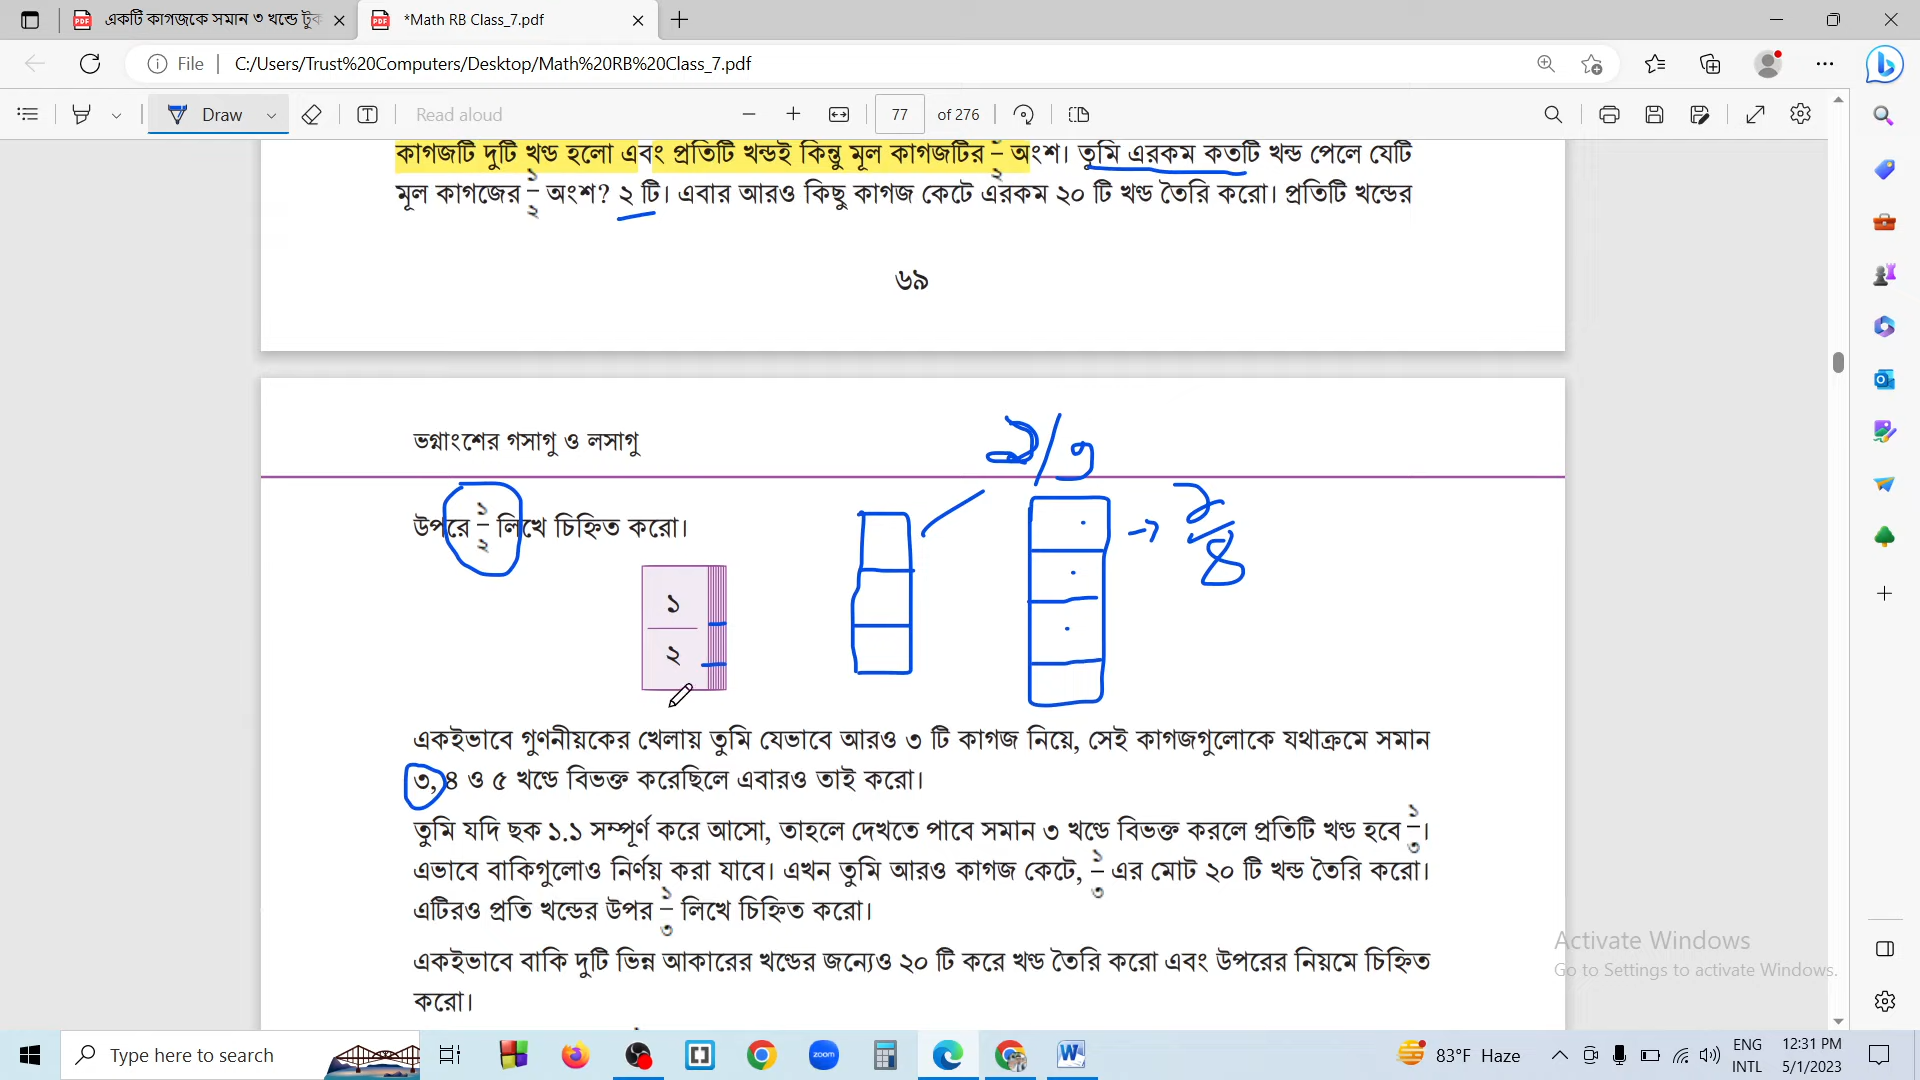 একটি কাগজকে সমান ৩ খন্ডে টুক
*Math RB Class_7.pdf
File
C:/Users/Trust%20Computers/Desktop/Math%20RB%20Class_7.pdf
Draw
Read aloud
77 of 276
কাগজটি দুটি খন্ড হলো এবং প্রতিটি খন্ডই কিন্তু মূল কাগজটির ১/২ অংশ। তুমি এরকম কতটি খন্ড পেলে যেটি
মূল কাগজের ১/২ অংশ? ২ টি। এবার আরও কিছু কাগজ কেটে এরকম ২০ টি খন্ড তৈরি করো। প্রতিটি খন্ডের
৬৯
ভগ্নাংশের গসাগু ও লসাগু
১/৩
উপরে ১/২ লিখে চিহ্নিত করো।
১/৪
১
২
একইভাবে গুণনীয়কের খেলায় তুমি যেভাবে আরও ৩ টি কাগজ নিয়ে, সেই কাগজগুলোকে যথাক্রমে সমান
৩, ৪ ও ৫ খন্ডে বিভক্ত করেছিলে এবারও তাই করো।
তুমি যদি ছক ১.১ সম্পূর্ণ করে আসো, তাহলে দেখতে পাবে সমান ৩ খন্ডে বিভক্ত করলে প্রতিটি খন্ড হবে ১/৩।
এভাবে বাকিগুলোও নির্ণয় করা যাবে। এখন তুমি আরও কাগজ কেটে, ১/৩ এর মোট ২০ টি খন্ড তৈরি করো।
এটিরও প্রতি খন্ডের উপর ১/৩ লিখে চিহ্নিত করো।
একইভাবে বাকি দুটি ভিন্ন আকারের খন্ডের জন্যেও ২০ টি করে খন্ড তৈরি করো এবং উপরের নিয়মে চিহ্নিত
করো।
Activate Windows
Go to Settings to activate Windows.
Type here to search
zoom
83°F Haze
ENG
INTL
12:31 PM
5/1/2023